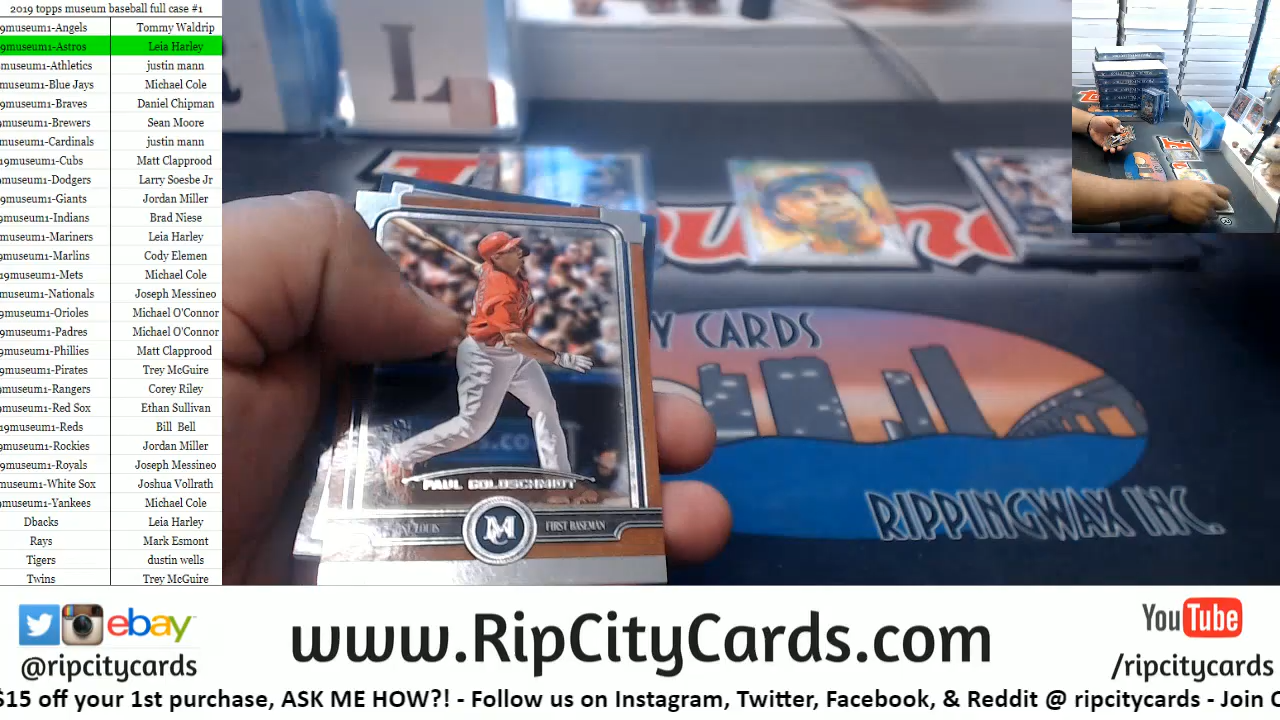 2019 topps museum baseball full case #1
9museum1-Angels Tommy Waldrip
9museum1-Astros Leia Harley
museum1-Athletics justin mann
museum1-Blue Jays Michael Cole
9museum1-Braves Daniel Chipman
museum1-Brewers Sean Moore
museum1-Cardinals justin mann
19museum1-Cubs Matt Clapprood
9museum1-Dodgers Larry Soesbe Jr
9museum1-Giants Jordan Miller
9museum1-Indians Brad Niese
museum1-Mariners Leia Harley
9museum1-Marlins Cody Elemen
19museum1-Mets Michael Cole
museum1-Nationals Joseph Messineo
9museum1-Orioles Michael O'Connor
9museum1-Padres Michael O'Connor
9museum1-Phillies Matt Clapprood
9museum1-Pirates Trey McGuire
9museum1-Rangers Corey Riley
9museum1-Red Sox Ethan Sullivan
19museum1-Reds Bill Bell
museum1-Rockies Jordan Miller
9museum1-Royals Joseph Messineo
museum1-White Sox Joshua Vollrath
9museum1-Yankees Michael Cole
Dbacks Leia Harley
Rays Mark Esmont
Tigers dustin wells
Twins Trey McGuire
PAUL GOLDSCHMIDT
ST. LOUIS MC FIRST BASEMAN
Y CARDS
RIPPINGWAX INC.
ebay
@ripcitycards
www.RipCityCards.com
YouTube
/ripcitycards
$15 off your 1st purchase, ASK ME HOW?! - Follow us on Instagram, Twitter, Facebook, & Reddit @ ripcitycards - Join